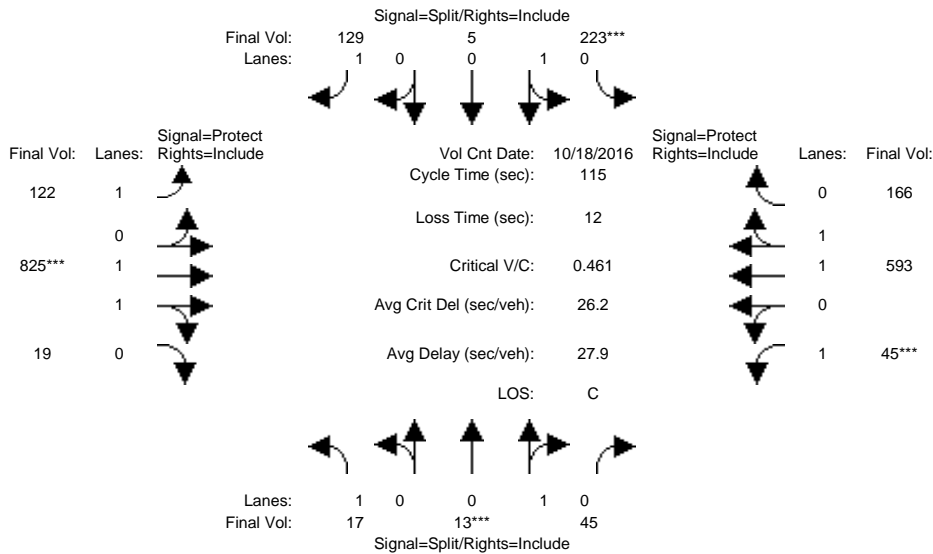 Signal=Split/Rights=Include
Final Vol: 129 5 223***
Lanes: 1 0 0 1 0
Signal=Protect Signal=Protect
Final Vol: Lanes: Rights=Include Vol Cnt Date: 10/18/2016 Rights=Include Lanes: Final Vol:
Cycle Time (sec): 115
122 1 0 166
Loss Time (sec): 12
0 1
825*** 1 Critical V/C: 0.461 1 593
1 Avg Crit Del (sec/veh): 26.2 0
19 0 Avg Delay (sec/veh): 27.9 1 45***
LOS: C
Lanes: 1 0 0 1 0
Final Vol: 17 13*** 45
Signal=Split/Rights=Include